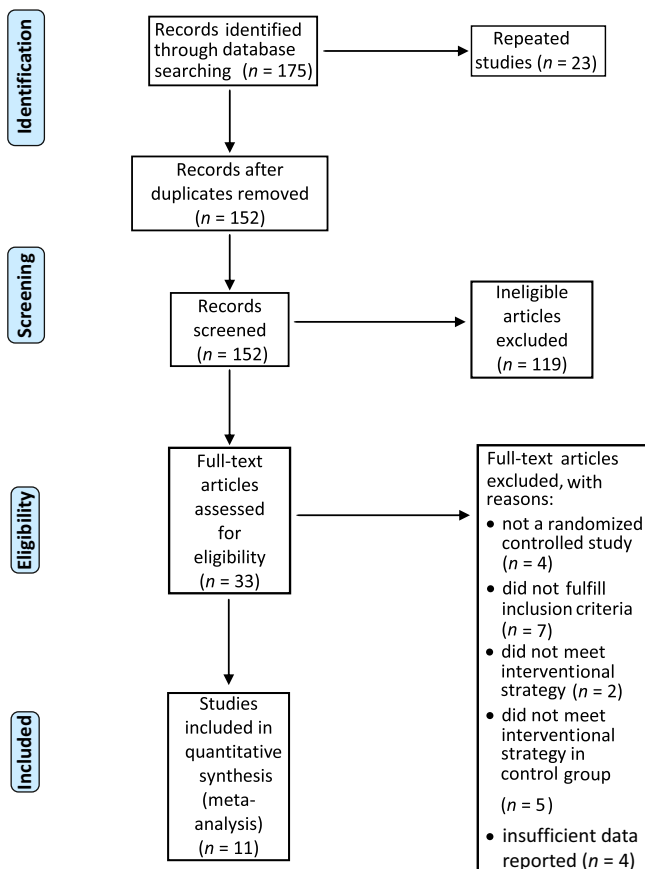 Identification
Records identified
through database
searching (n = 175)
Repeated
studies (n = 23)
Records after
duplicates removed
(n = 152)
Screening
Records
screened
(n = 152)
Ineligible
articles
excluded
(n = 119)
Eligibility
Full-text
articles
assessed
for
eligibility
(n = 33)
Full-text articles
excluded, with
reasons:
• not a randomized
controlled study
(n = 4)
• did not fulfill
inclusion criteria
(n = 7)
• did not meet
interventional
strategy (n = 2)
• did not meet
interventional
strategy in
control group
(n = 5)
• insufficient data
reported (n = 4)
Included
Studies
included in
quantitative
synthesis
(meta-
analysis)
(n = 11)